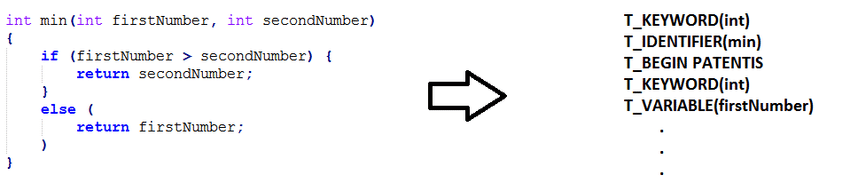 int min(int firstNumber, int secondNumber)
{
if (firstNumber > secondNumber) {
return secondNumber;
}
else (
return firstNumber;
)
}
T_KEYWORD(int)
T_IDENTIFIER(min)
T_BEGIN PATENTIS
T_KEYWORD(int)
T_VARIABLE(firstNumber)
.
.
.